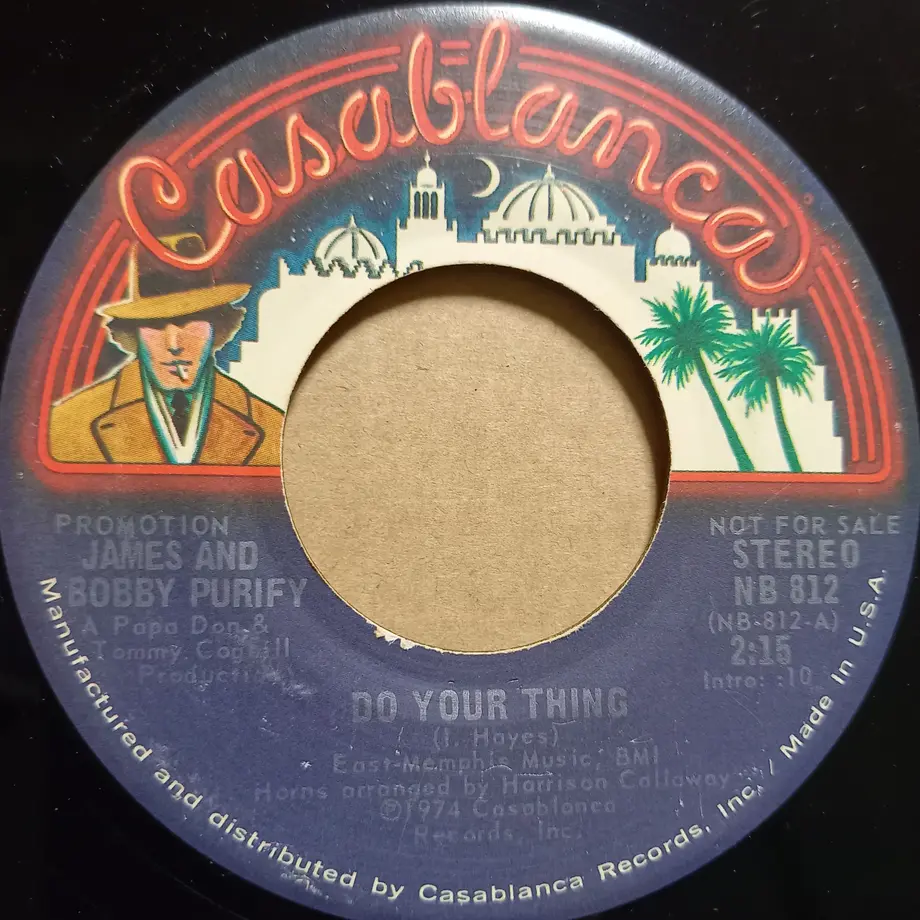 Casablanca
PROMOTION
JAMES AND
BOBBY PURIFY
A Papa Don &
Tommy Cogbill
Production
NOT FOR SALE
STEREO
NB 812
(NB-812-A)
2:15
Intro: :10
DO YOUR THING
(I. Hayes)
East-Memphis Music, BMI
Horns arranged by Harrison Calloway
℗1974 Casablanca
Records, Inc.
Manufactured and distributed by Casablanca Records, Inc. / Made In U.S.A.